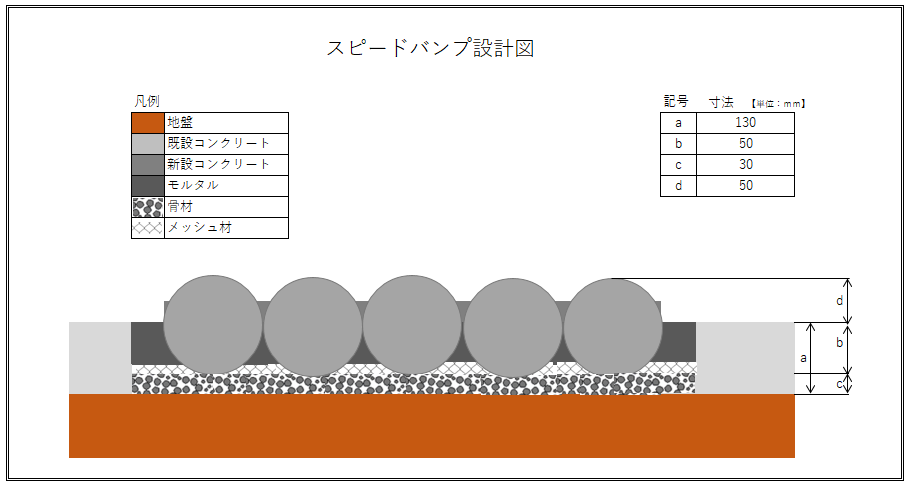 スピードバンプ設計図
凡例
地盤
既設コンクリート
新設コンクリート
モルタル
骨材
メッシュ材
記号 寸法 【単位：mm】
a 130
b 50
c 30
d 50
d
b
a
c